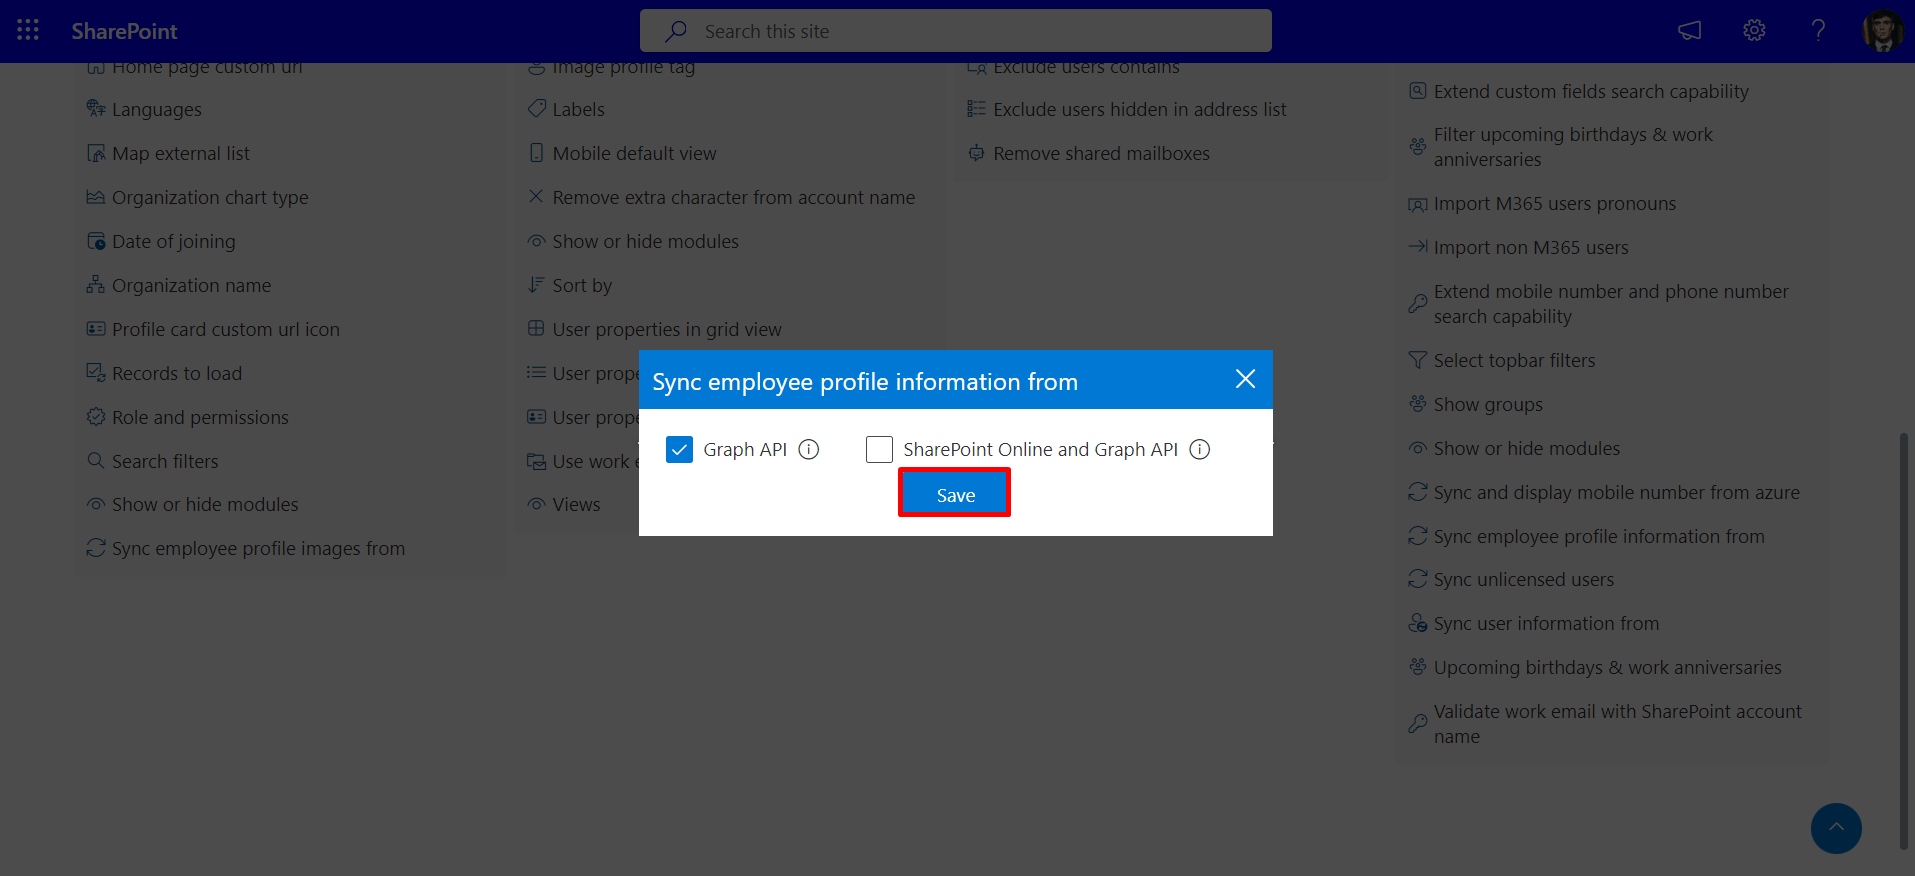 SharePoint
Search this site
Home page custom url
Languages
Map external list
Organization chart type
Date of joining
Organization name
Profile card custom url icon
Records to load
Role and permissions
Search filters
Show or hide modules
Sync employee profile images from
Image profile tag
Labels
Mobile default view
Remove extra character from account name
Show or hide modules
Sort by
User properties in grid view
User prope
User prope
Use work e
Views
Exclude users contains
Exclude users hidden in address list
Remove shared mailboxes
Extend custom fields search capability
Filter upcoming birthdays & work
anniversaries
Import M365 users pronouns
Import non M365 users
Extend mobile number and phone number
search capability
Select topbar filters
Show groups
Show or hide modules
Sync and display mobile number from azure
Sync employee profile information from
Sync unlicensed users
Sync user information from
Upcoming birthdays & work anniversaries
Validate work email with SharePoint account
name
Sync employee profile information from
Graph API
SharePoint Online and Graph API
Save